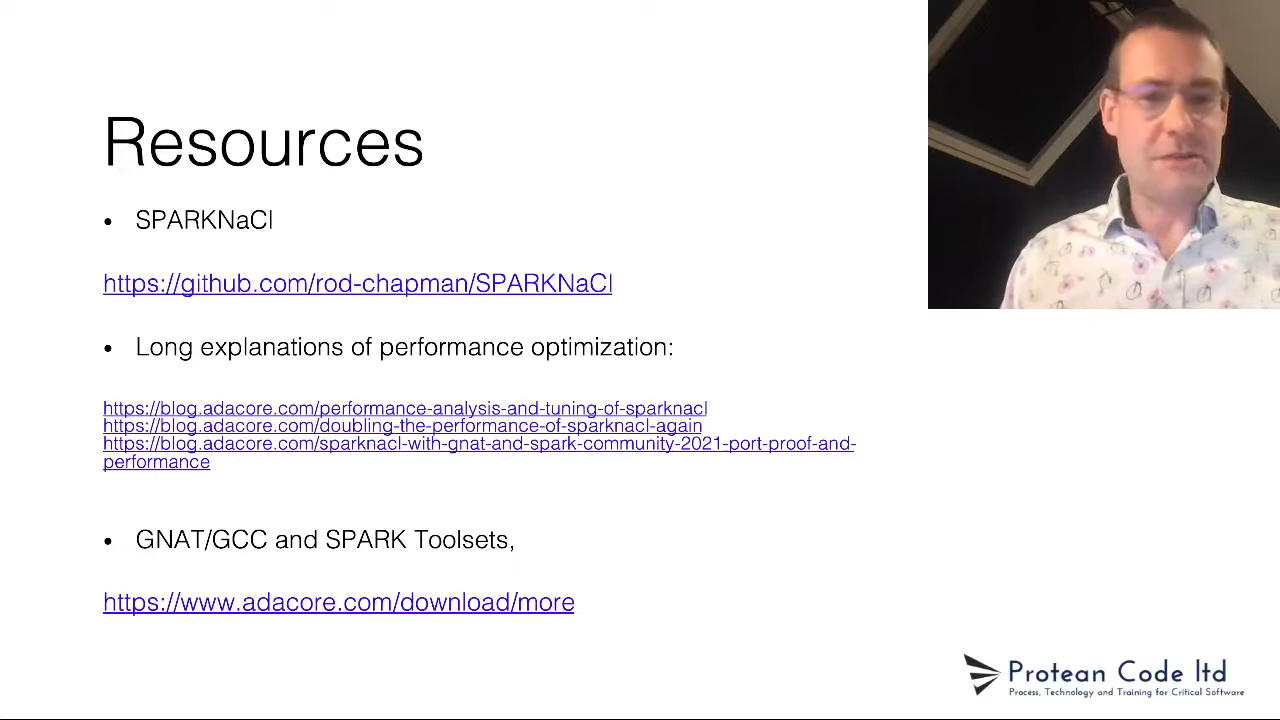 Resources
• SPARKNaCl
https://github.com/rod-chapman/SPARKNaCl
• Long explanations of performance optimization:
https://blog.adacore.com/performance-analysis-and-tuning-of-sparknacl
https://blog.adacore.com/doubling-the-performance-of-sparknacl-again
https://blog.adacore.com/sparknacl-with-gnat-and-spark-community-2021-port-proof-and-
performance
• GNAT/GCC and SPARK Toolsets,
https://www.adacore.com/download/more
Protean Code ltd
Process, Technology and Training for Critical Software